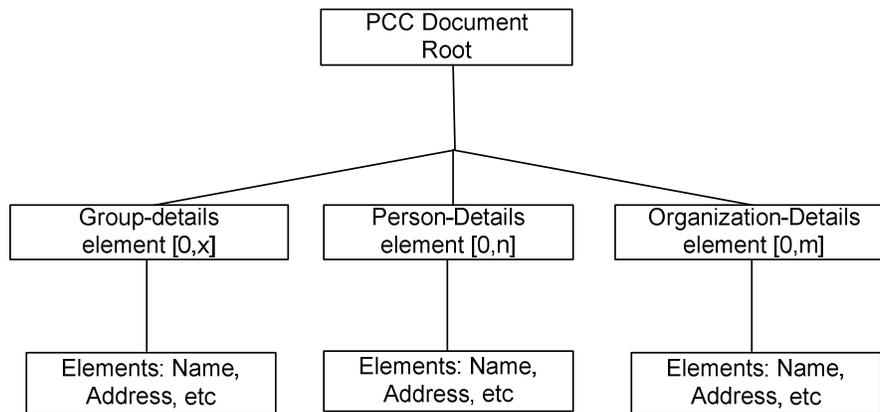 PCC Document
Root
Group-details
element [0,x]
Person-Details
element [0,n]
Organization-Details
element [0,m]
Elements: Name,
Address, etc
Elements: Name,
Address, etc
Elements: Name,
Address, etc